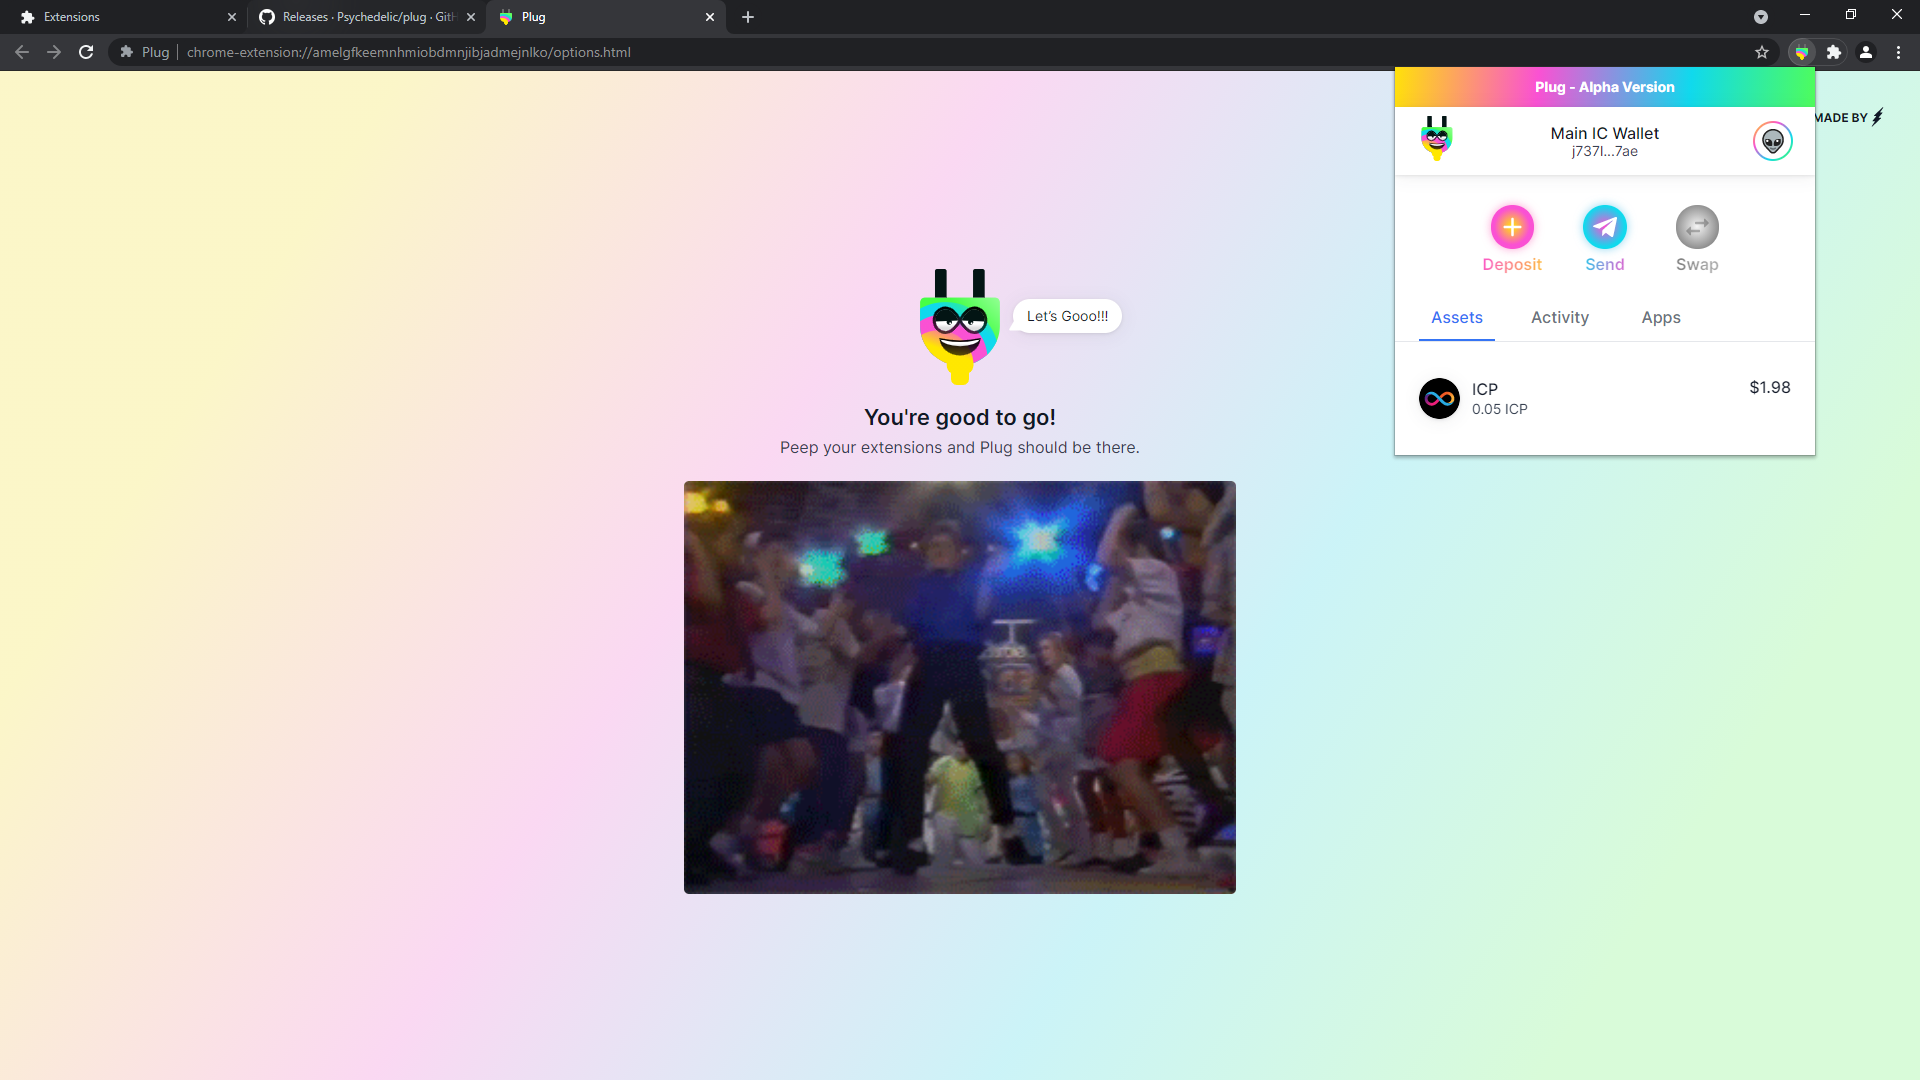 Extensions
Releases · Psychedelic/plug · GitH
Plug
Plug
chrome-extension://amelgfkeemnhmiobdmnjibjadmejnlko/options.html
Plug - Alpha Version
Main IC Wallet
j737l...7ae
MADE BY
Deposit
Send
Swap
Assets
Activity
Apps
ICP
0.05 ICP
$1.98
Let's Gooo!!!
You're good to go!
Peep your extensions and Plug should be there.